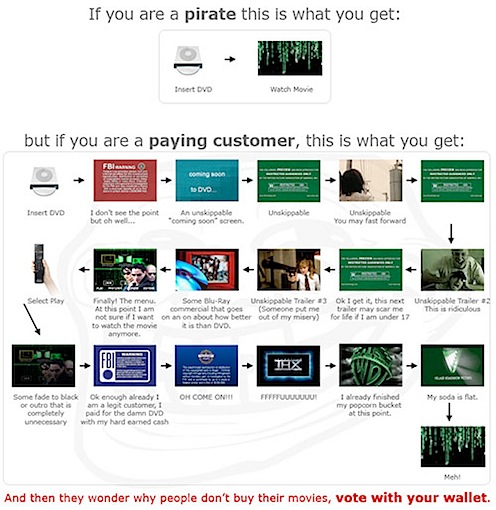 If you are a pirate this is what you get:
Insert DVD
Watch Movie
but if you are a paying customer, this is what you get:
FBI WARNING
coming soon
to DVD...
Insert DVD
I don't see the point
but oh well...
An unskippable
"coming soon" screen.
Unskippable
Unskippable
You may fast forward
Unskippable
Select Play
Finally! The menu.
At this point I am
not sure if I want
to watch the movie
anymore.
Some Blu-Ray
commercial that goes
on an on about how better
it is than DVD.
Unskippable Trailer #3
(Someone put me
out of my misery)
Ok I get it, this next
trailer may scar me
for life if I am under 17
Unskippable Trailer #2
This is ridiculous
FBI
WARNING
THX
Some fade to black
or outro that is
completely
unnecessary
Ok enough already I
am a legit customer, I
paid for the damn DVD
with my hard earned cash
OH COME ON!!!
FFFFFUUUUUUU!
I already finished
my popcorn bucket
at this point.
My soda is flat.
Meh!
And then they wonder why people don't buy their movies, vote with your wallet.